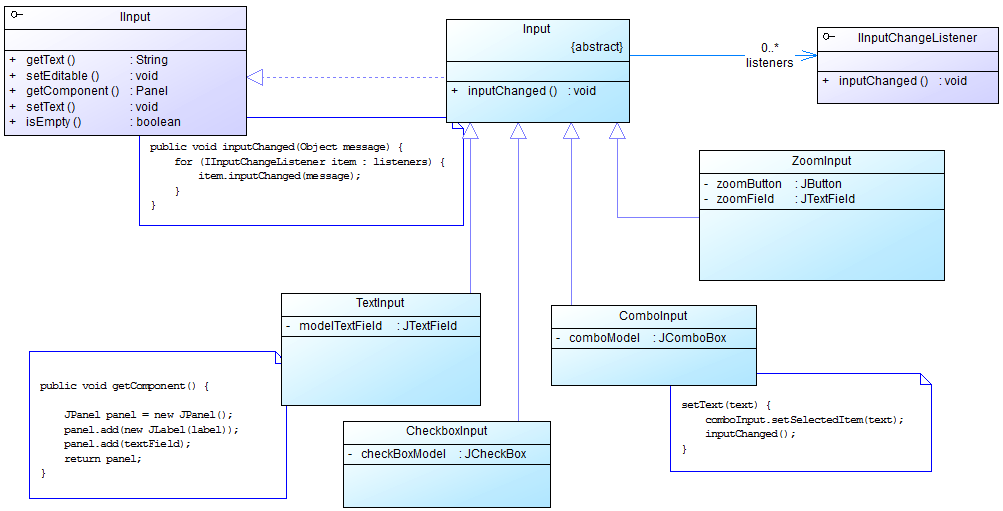 IInput
+ getText () : String
+ setEditable () : void
+ getComponent () : Panel
+ setText () : void
+ isEmpty () : boolean
Input
{abstract}
+ inputChanged () : void
0..*
listeners
IInputChangeListener
+ inputChanged () : void
public void inputChanged(Object message) {
for (IInputChangeListener item : listeners) {
item.inputChanged(message);
}
}
ZoomInput
- zoomButton : JButton
- zoomField : JTextField
TextInput
- modelTextField : JTextField
ComboInput
- comboModel : JComboBox
public void getComponent() {
JPanel panel = new JPanel();
panel.add(new JLabel(label));
panel.add(textField);
return panel;
}
setText(text) {
comboInput.setSelectedItem(text);
inputChanged();
}
CheckboxInput
- checkBoxModel : JCheckBox